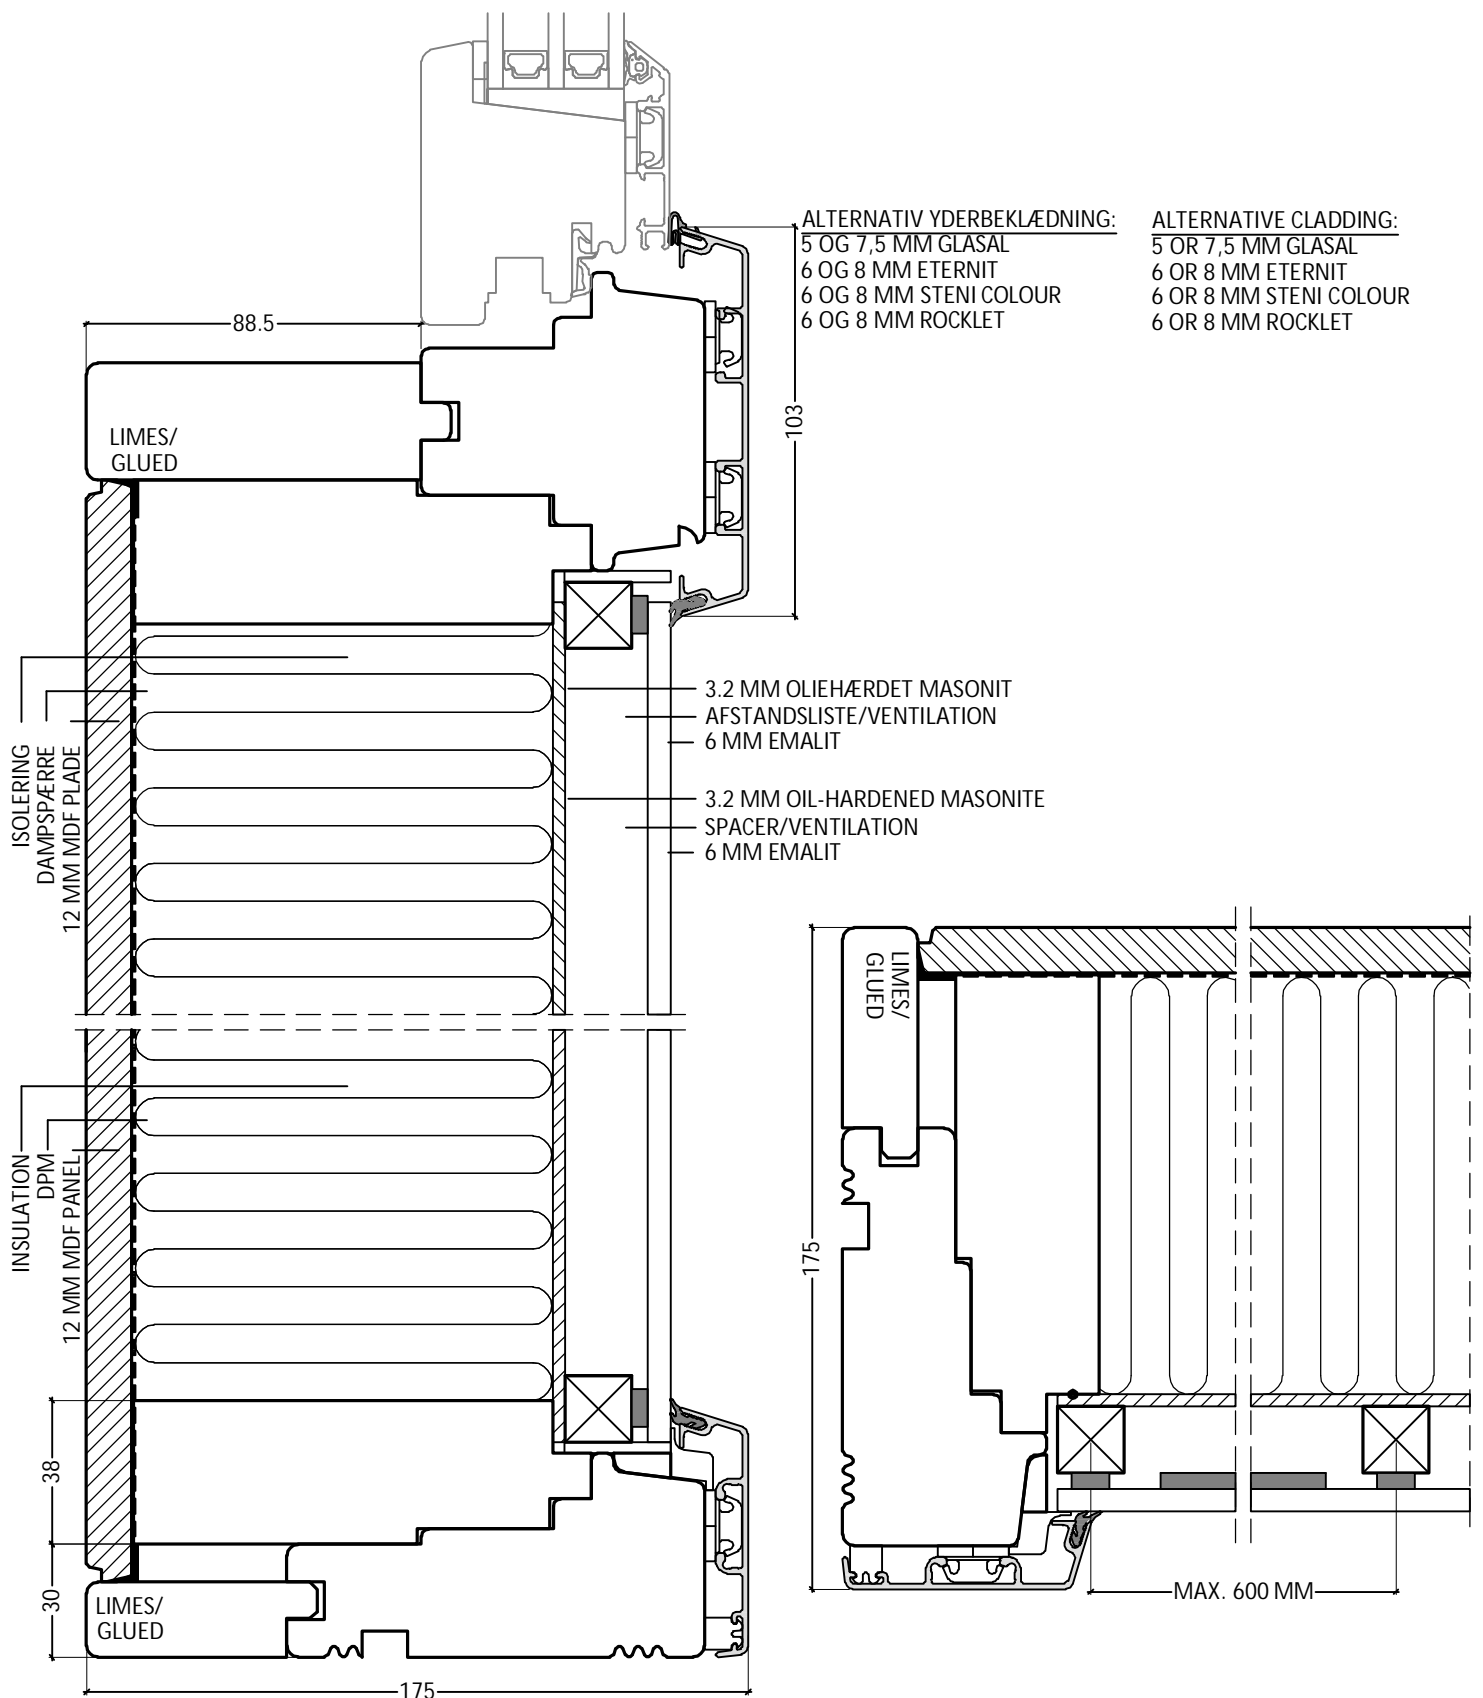 ALTERNATIV YDERBEKLÆDNING:
5 OG 7,5 MM GLASAL
6 OG 8 MM ETERNIT
6 OG 8 MM STENI COLOUR
6 OG 8 MM ROCKLET
ALTERNATIVE CLADDING:
5 OR 7,5 MM GLASAL
6 OR 8 MM ETERNIT
6 OR 8 MM STENI COLOUR
6 OR 8 MM ROCKLET
88.5
103
LIMES/
GLUED
ISOLERING
DAMPSPÆRRE
12 MM MDF PLADE
3.2 MM OLIEHÆRDET MASONIT
AFSTANDSLISTE/VENTILATION
6 MM EMALIT
3.2 MM OIL-HARDENED MASONITE
SPACER/VENTILATION
6 MM EMALIT
INSULATION
DPM
12 MM MDF PANEL
LIMES/
GLUED
175
MAX. 600 MM
38
30
LIMES/
GLUED
175